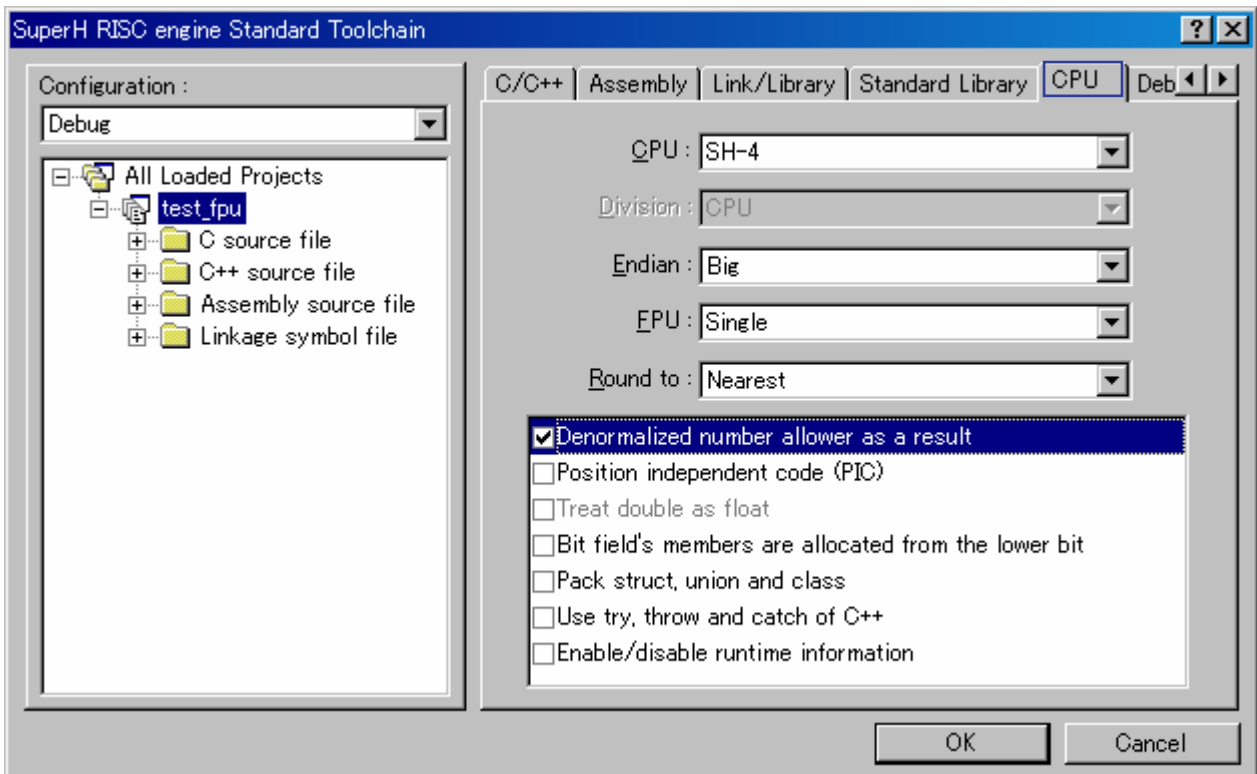 SuperH RISC engine Standard Toolchain
Configuration :
Debug
All Loaded Projects
test_fpu
C source file
C++ source file
Assembly source file
Linkage symbol file
C/C++ Assembly Link/Library Standard Library CPU Deb
CPU : SH-4
Division : CPU
Endian : Big
FPU : Single
Round to : Nearest
Denormalized number allower as a result
Position independent code (PIC)
Treat double as float
Bit field's members are allocated from the lower bit
Pack struct, union and class
Use try, throw and catch of C++
Enable/disable runtime information
OK Cancel